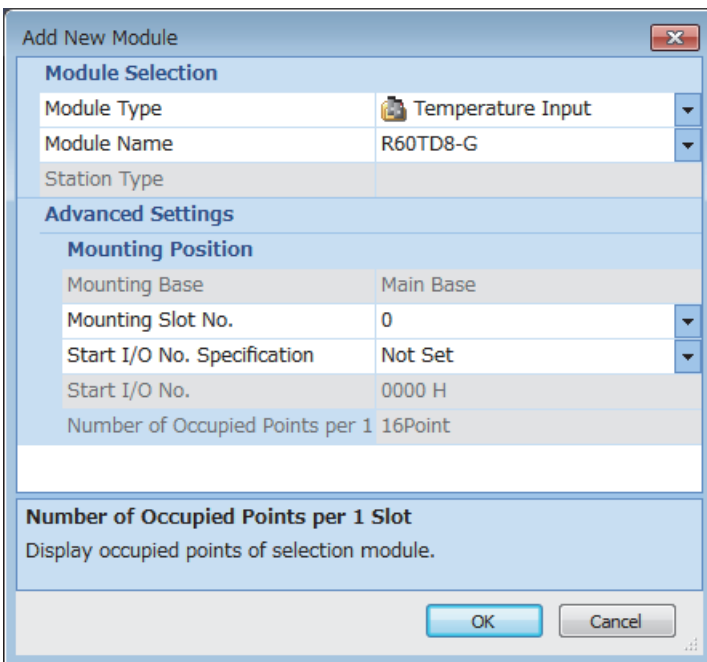 Add New Module
Module Selection
Module Type Temperature Input
Module Name R60TD8-G
Station Type
Advanced Settings
Mounting Position
Mounting Base Main Base
Mounting Slot No. 0
Start I/O No. Specification Not Set
Start I/O No. 0000 H
Number of Occupied Points per 1 16Point
Number of Occupied Points per 1 Slot
Display occupied points of selection module.
OK Cancel